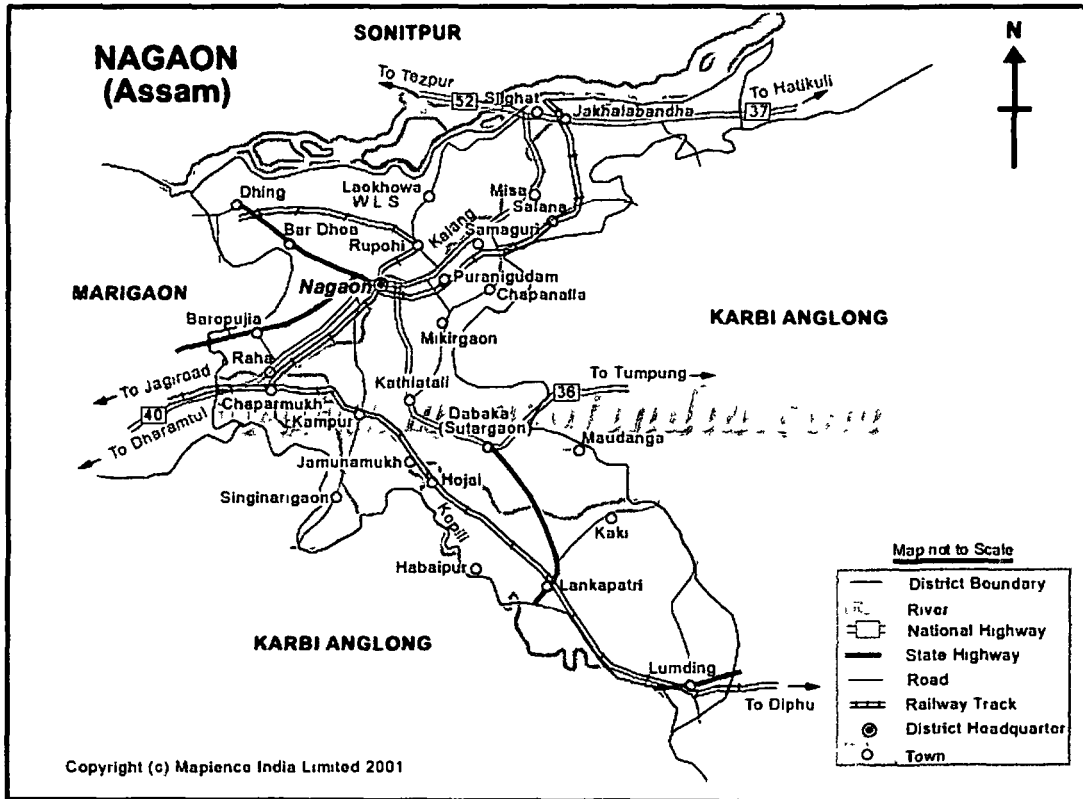 NAGAON
(Assam)
SONITPUR
N
To Tezpur
52
Silghat
Jakhalabandha
To Hatikuli
37
Dhing
Laokhowa
W L S
Misa
Salana
Bar Dhoa
Rupohi
Kalang
Samaguri
Nagaon
Puranigudam
Chapanalla
MARIGAON
KARBI ANGLONG
Baropujia
Mikirgaon
Raha
To Jagiroad
Kathiatali
To Tumpung
36
Chaparmukh
40
Kampur
Dabaka
(Sutargaon)
To Dharamtul
Maudanga
Jamunamukh
Hojai
Singinarigaon
Kopili
Kaki
Habaipur
Lankapatri
KARBI ANGLONG
Lumding
To Diphu
Map not to Scale
District Boundary
River
National Highway
State Highway
Road
Railway Track
District Headquarter
Town
Copyright (c) Mapience India Limited 2001